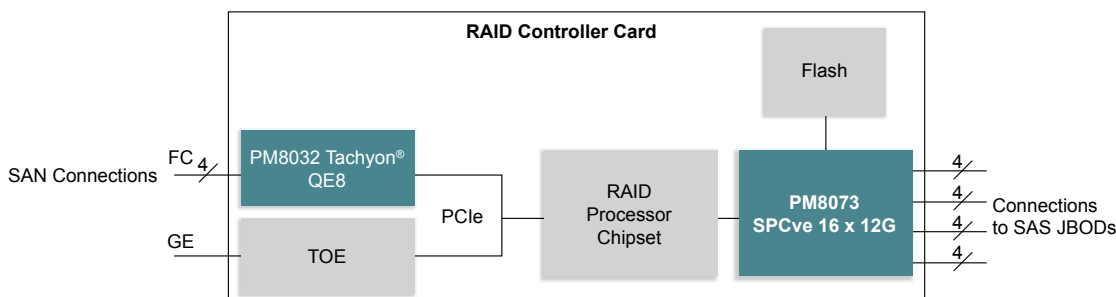 RAID Controller Card
Flash
FC 4
PM8032 Tachyon®
QE8
SAN Connections
PCIe
RAID
Processor
Chipset
PM8073
SPCve 16 x 12G
4
4
4
4
Connections
to SAS JBODs
GE
TOE